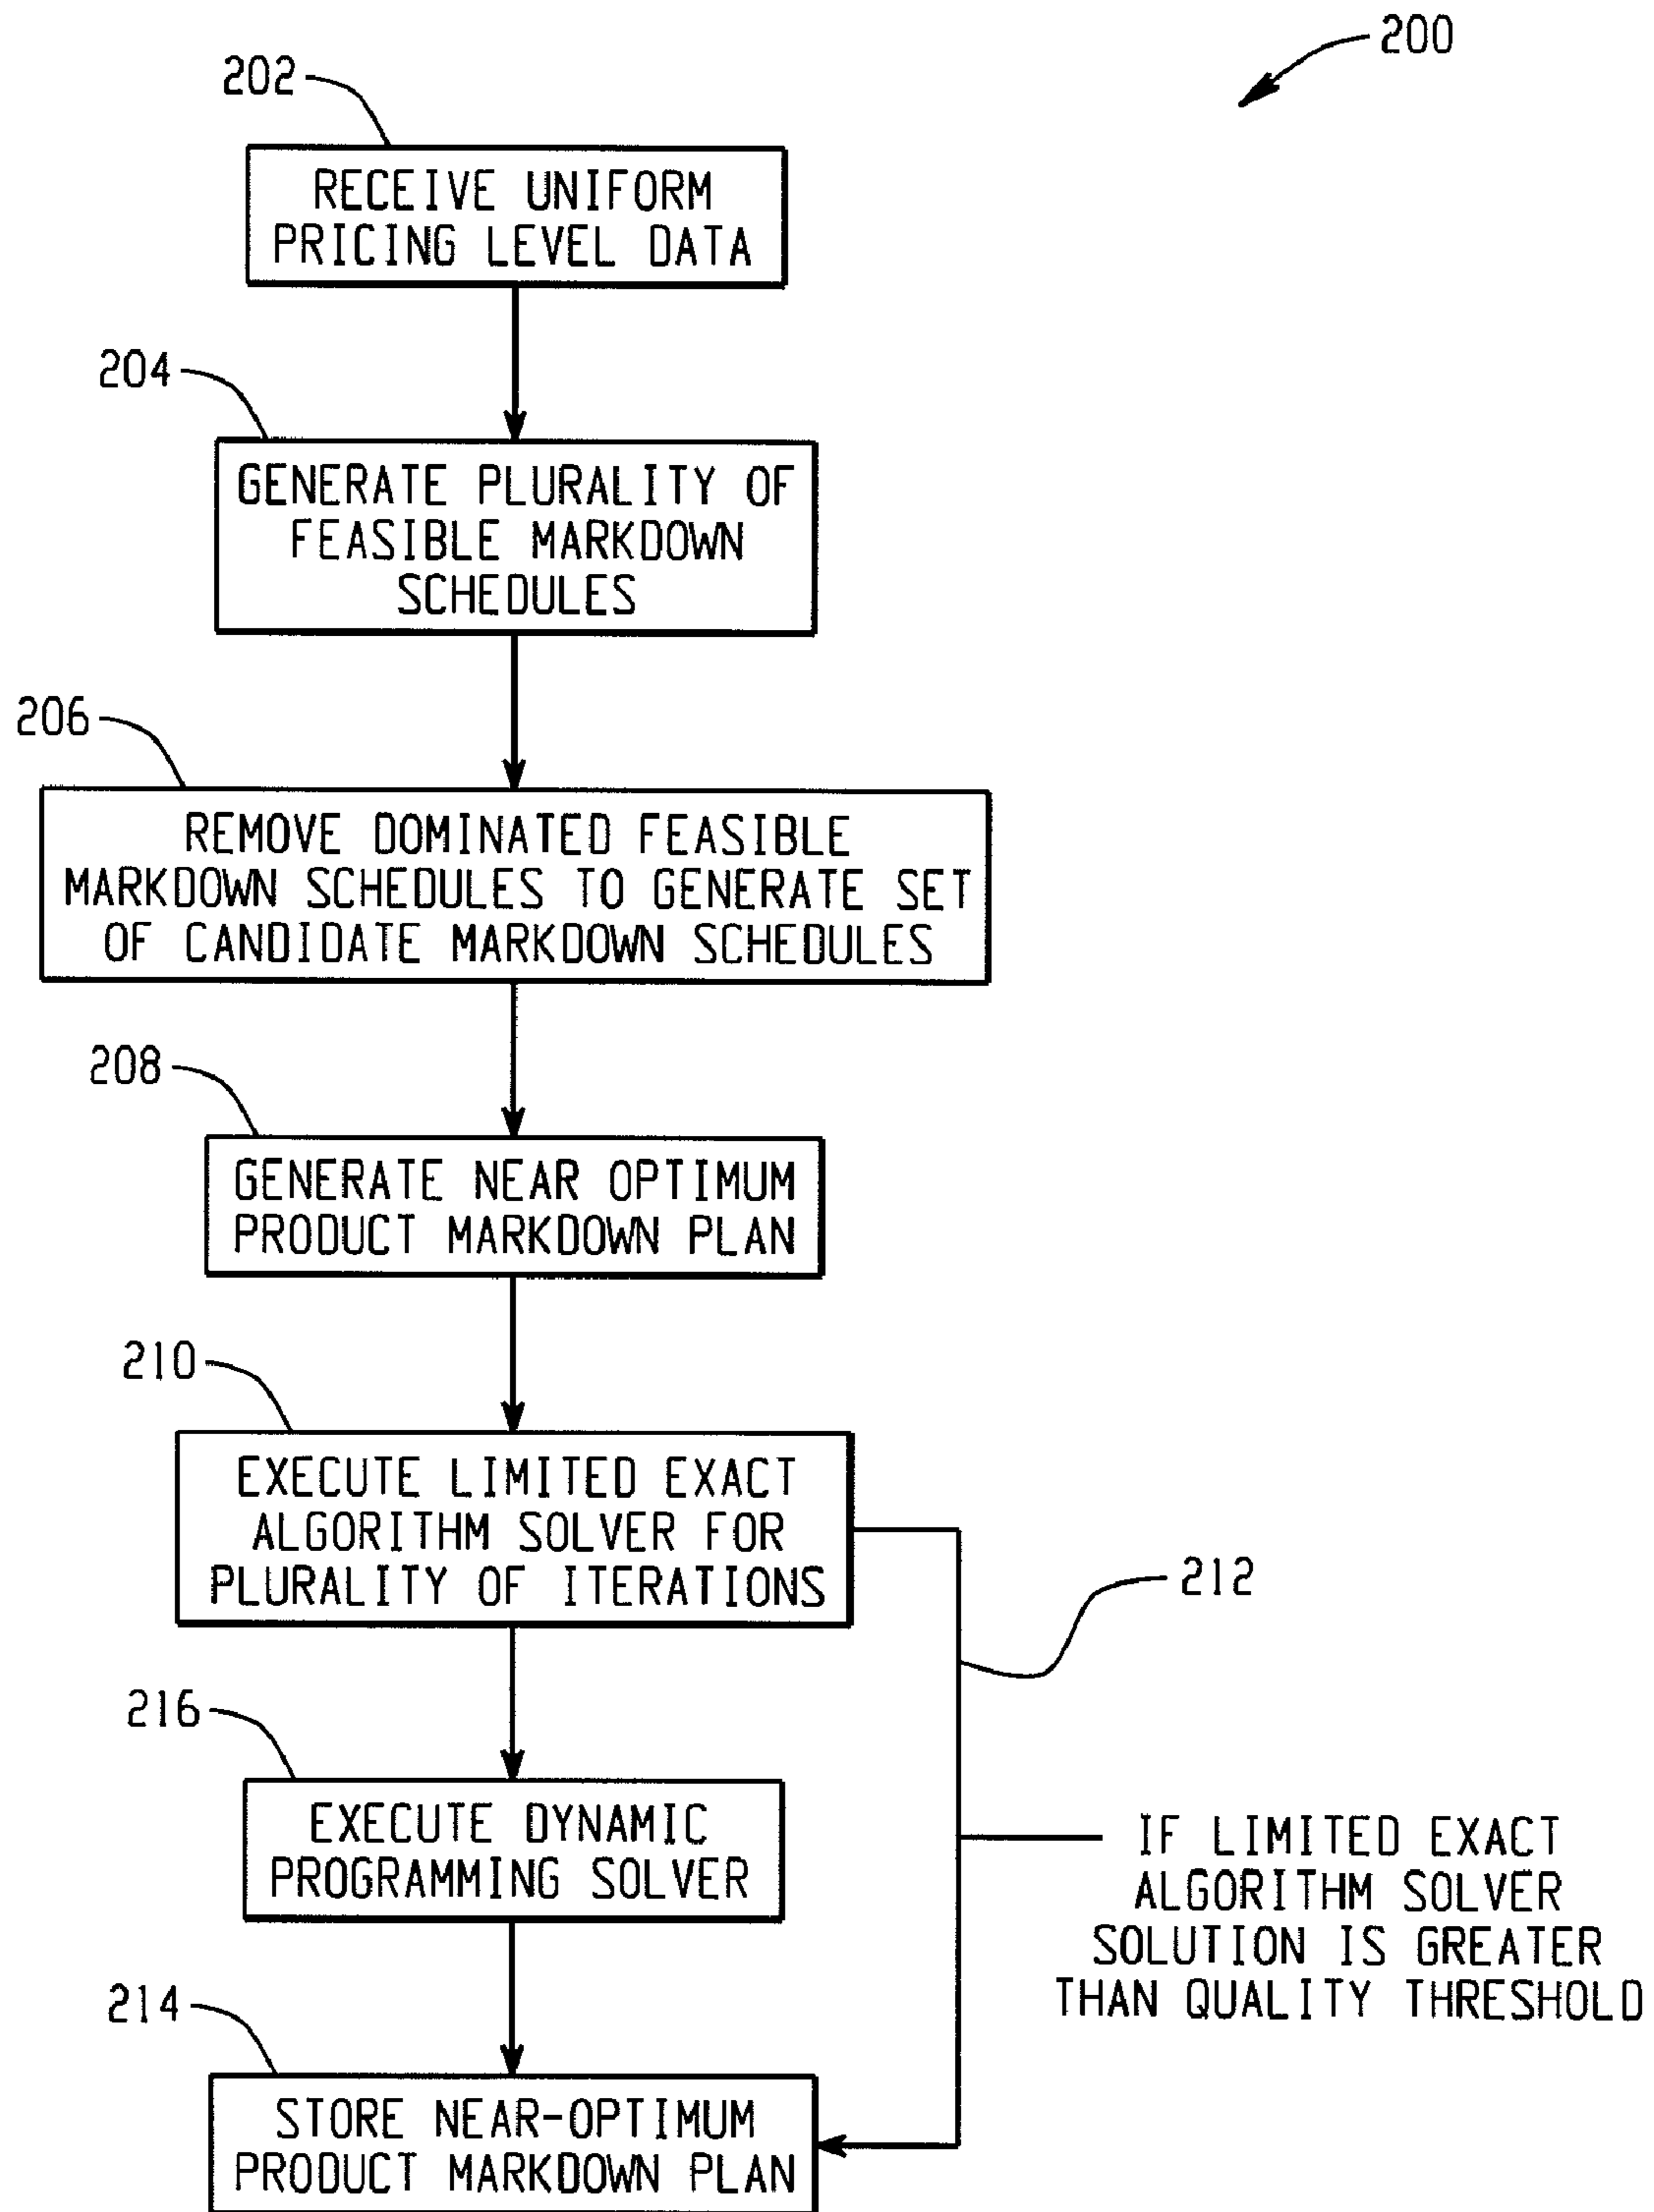 200
202
RECEIVE UNIFORM
PRICING LEVEL DATA
204
GENERATE PLURALITY OF
FEASIBLE MARKDOWN
SCHEDULES
206
REMOVE DOMINATED FEASIBLE
MARKDOWN SCHEDULES TO GENERATE SET
OF CANDIDATE MARKDOWN SCHEDULES
208
GENERATE NEAR OPTIMUM
PRODUCT MARKDOWN PLAN
210
EXECUTE LIMITED EXACT
ALGORITHM SOLVER FOR
PLURALITY OF ITERATIONS
212
216
EXECUTE DYNAMIC
PROGRAMMING SOLVER
IF LIMITED EXACT
ALGORITHM SOLVER
SOLUTION IS GREATER
THAN QUALITY THRESHOLD
214
STORE NEAR-OPTIMUM
PRODUCT MARKDOWN PLAN